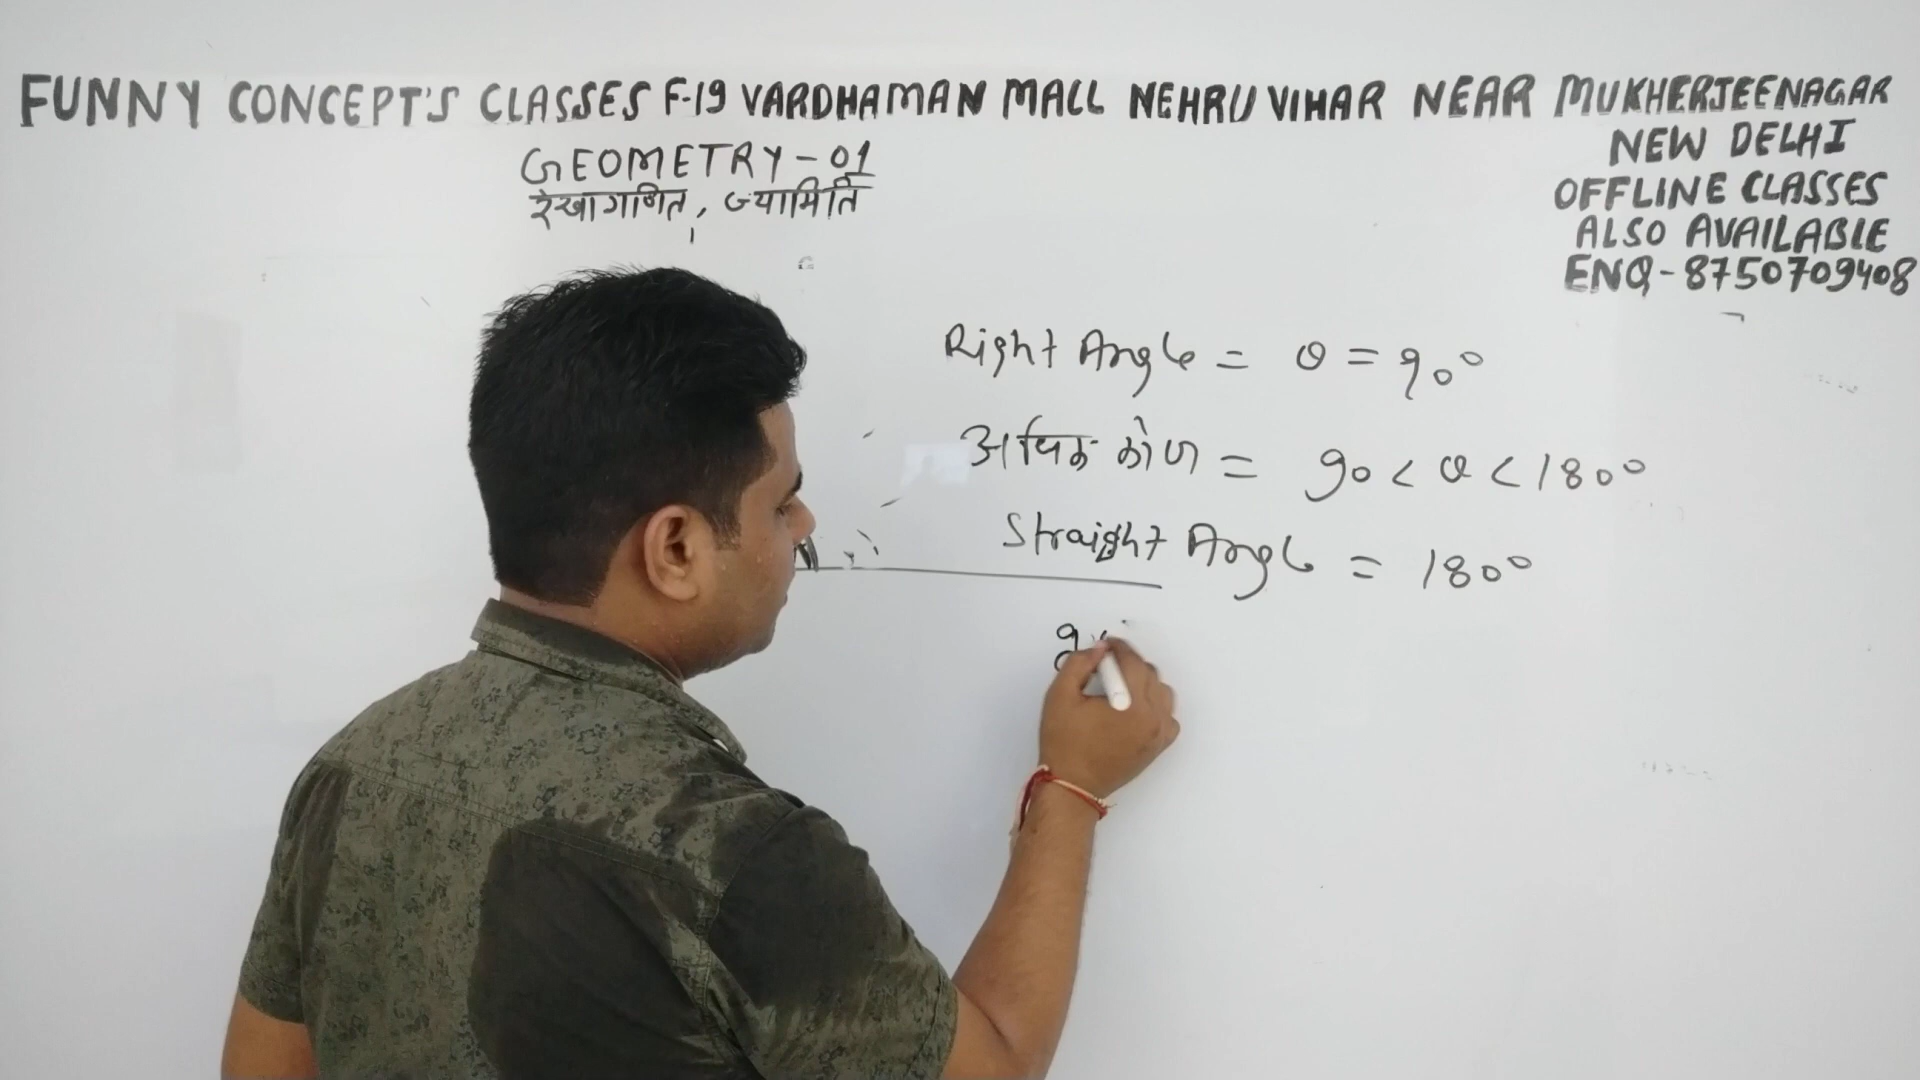 FUNNY CONCEPT'S CLASSES F-19 VARDHAMAN MALL NEHRU VIHAR NEAR MUKHERJEENAGAR
NEW DELHI
OFFLINE CLASSES
ALSO AVAILABLE
ENQ-8750709408
GEOMETRY-01
रेखागणित, ज्यामिति
Right Angle = θ = 90°
अधिक कोण = 90 < θ < 180°
Straight Angle = 180°